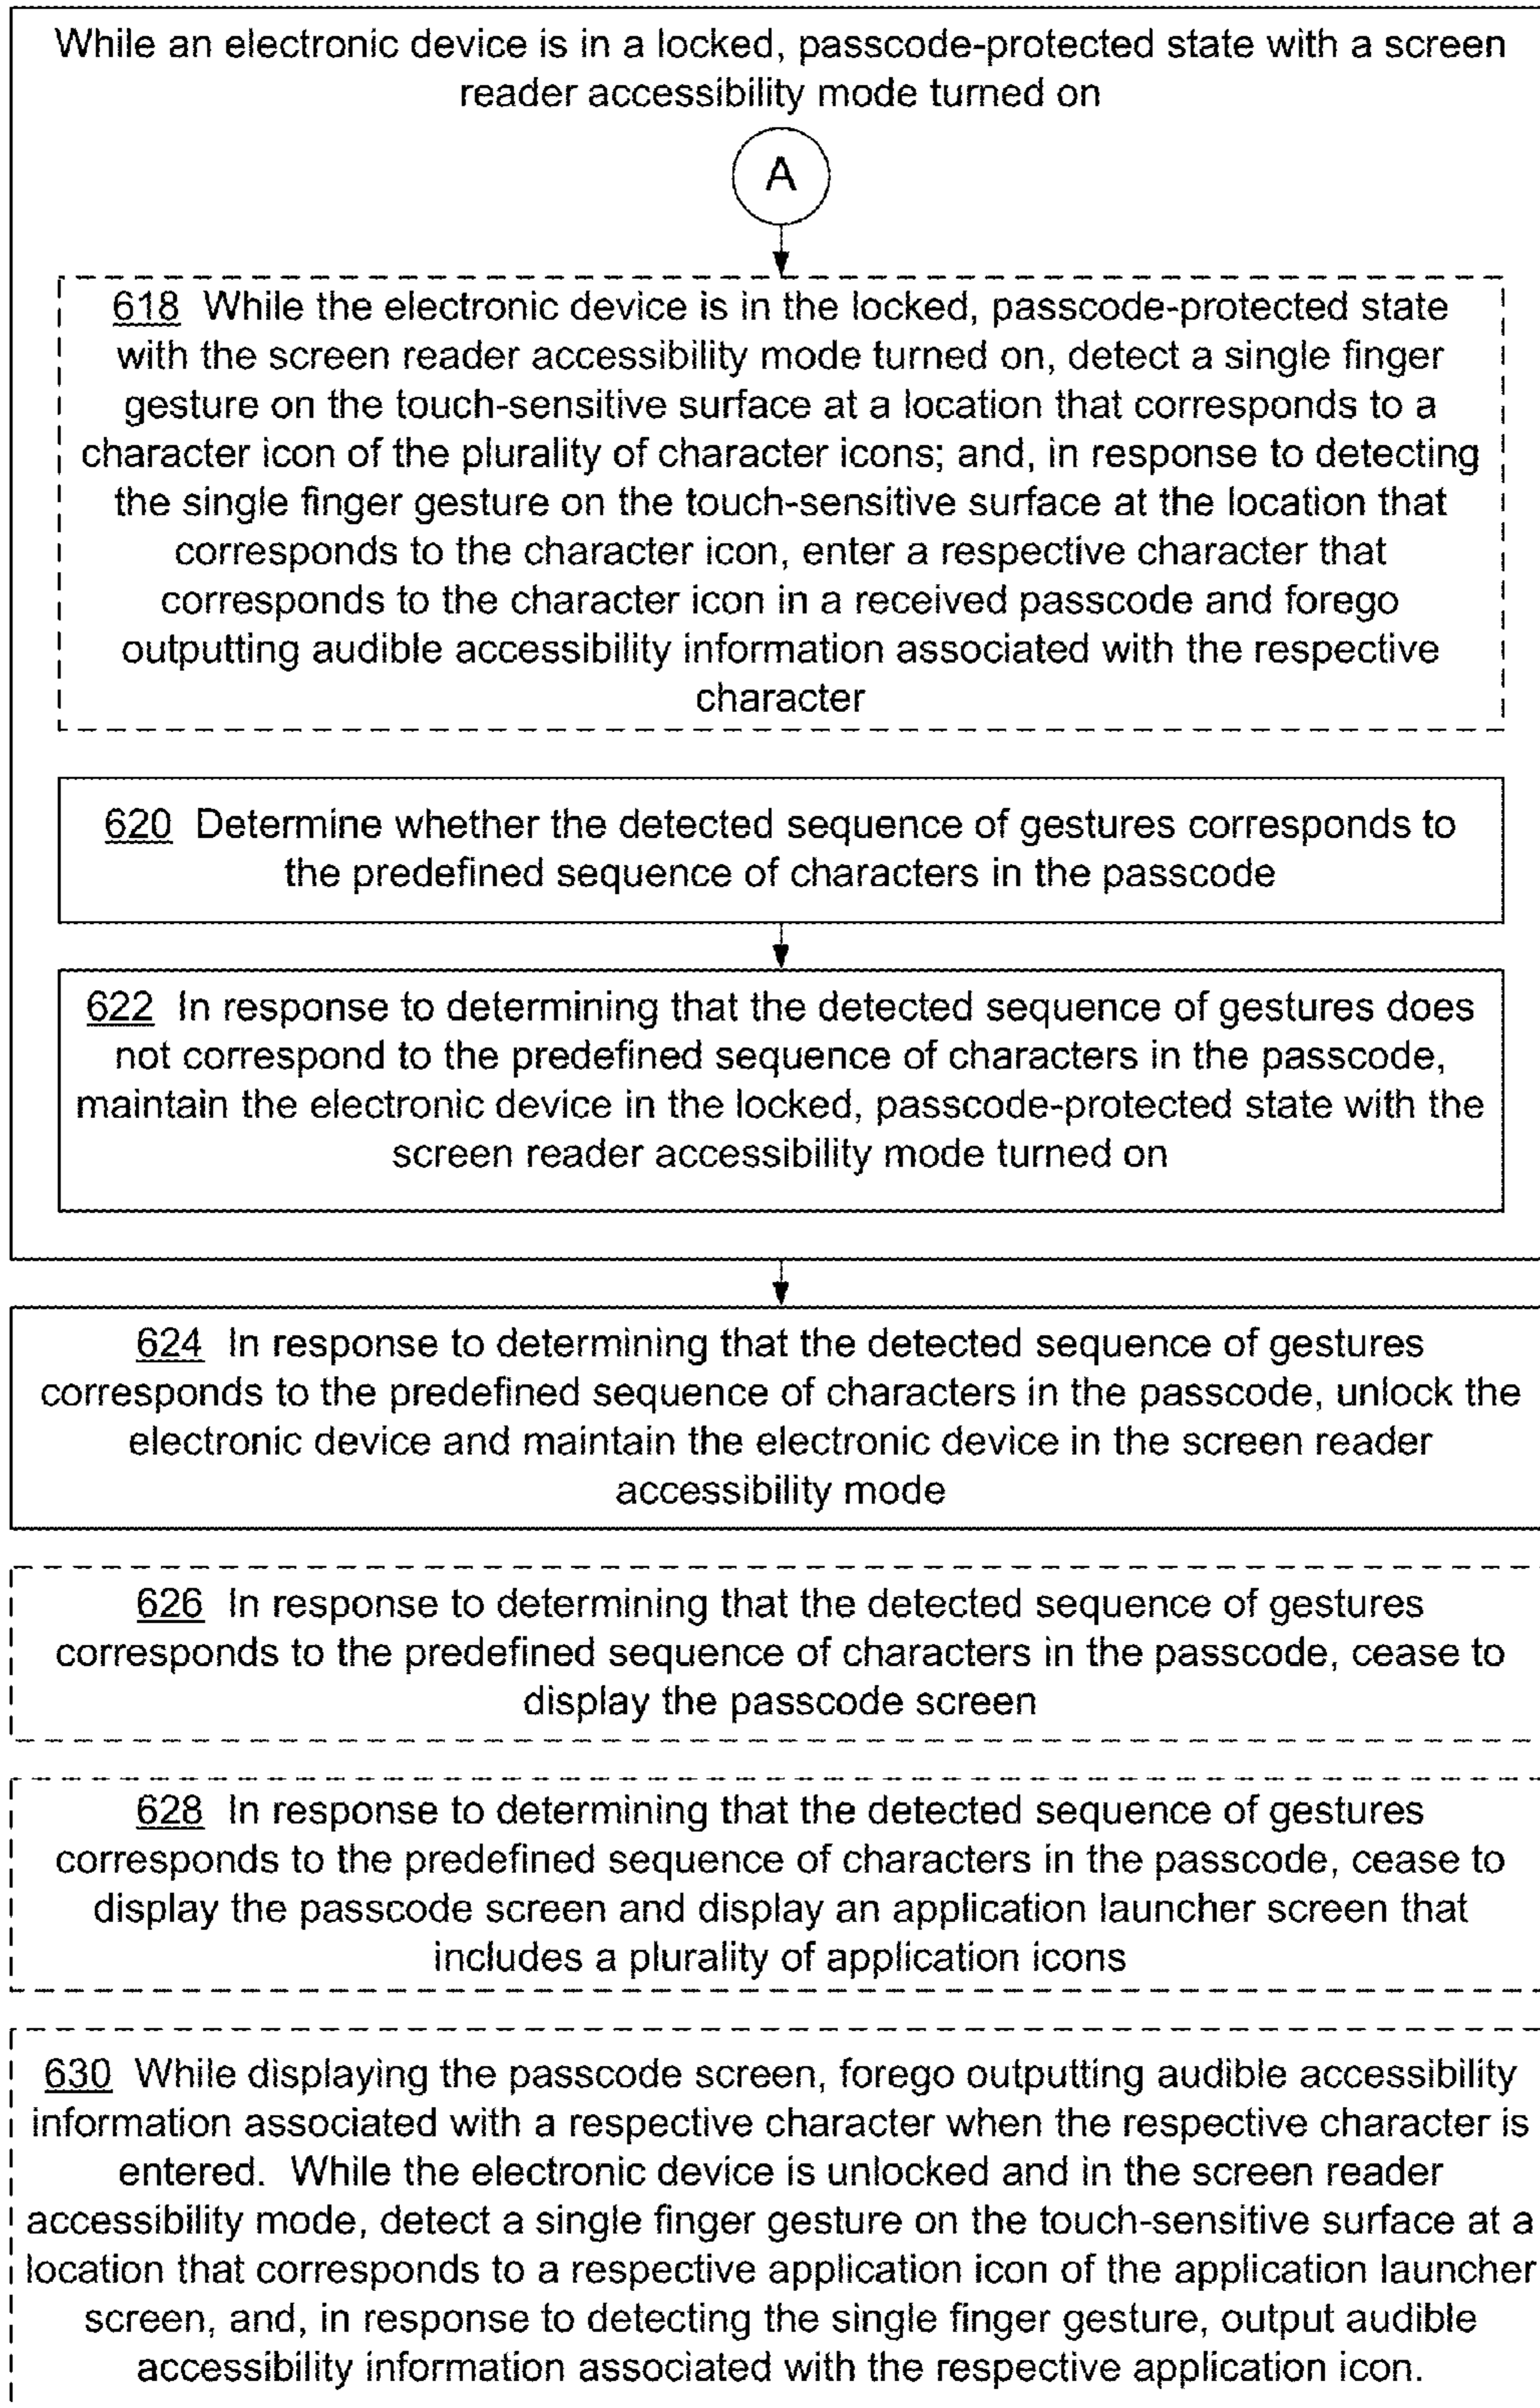 While an electronic device is in a locked, passcode-protected state with a screen
reader accessibility mode turned on
A
618 While the electronic device is in the locked, passcode-protected state
with the screen reader accessibility mode turned on, detect a single finger
gesture on the touch-sensitive surface at a location that corresponds to a
character icon of the plurality of character icons; and, in response to detecting
the single finger gesture on the touch-sensitive surface at the location that
corresponds to the character icon, enter a respective character that
corresponds to the character icon in a received passcode and forego
outputting audible accessibility information associated with the respective
character
620 Determine whether the detected sequence of gestures corresponds to
the predefined sequence of characters in the passcode
622 In response to determining that the detected sequence of gestures does
not correspond to the predefined sequence of characters in the passcode,
maintain the electronic device in the locked, passcode-protected state with the
screen reader accessibility mode turned on
624 In response to determining that the detected sequence of gestures
corresponds to the predefined sequence of characters in the passcode, unlock the
electronic device and maintain the electronic device in the screen reader
accessibility mode
626 In response to determining that the detected sequence of gestures
corresponds to the predefined sequence of characters in the passcode, cease to
display the passcode screen
628 In response to determining that the detected sequence of gestures
corresponds to the predefined sequence of characters in the passcode, cease to
display the passcode screen and display an application launcher screen that
includes a plurality of application icons
630 While displaying the passcode screen, forego outputting audible accessibility
information associated with a respective character when the respective character is
entered. While the electronic device is unlocked and in the screen reader
accessibility mode, detect a single finger gesture on the touch-sensitive surface at a
location that corresponds to a respective application icon of the application launcher
screen, and, in response to detecting the single finger gesture, output audible
accessibility information associated with the respective application icon.